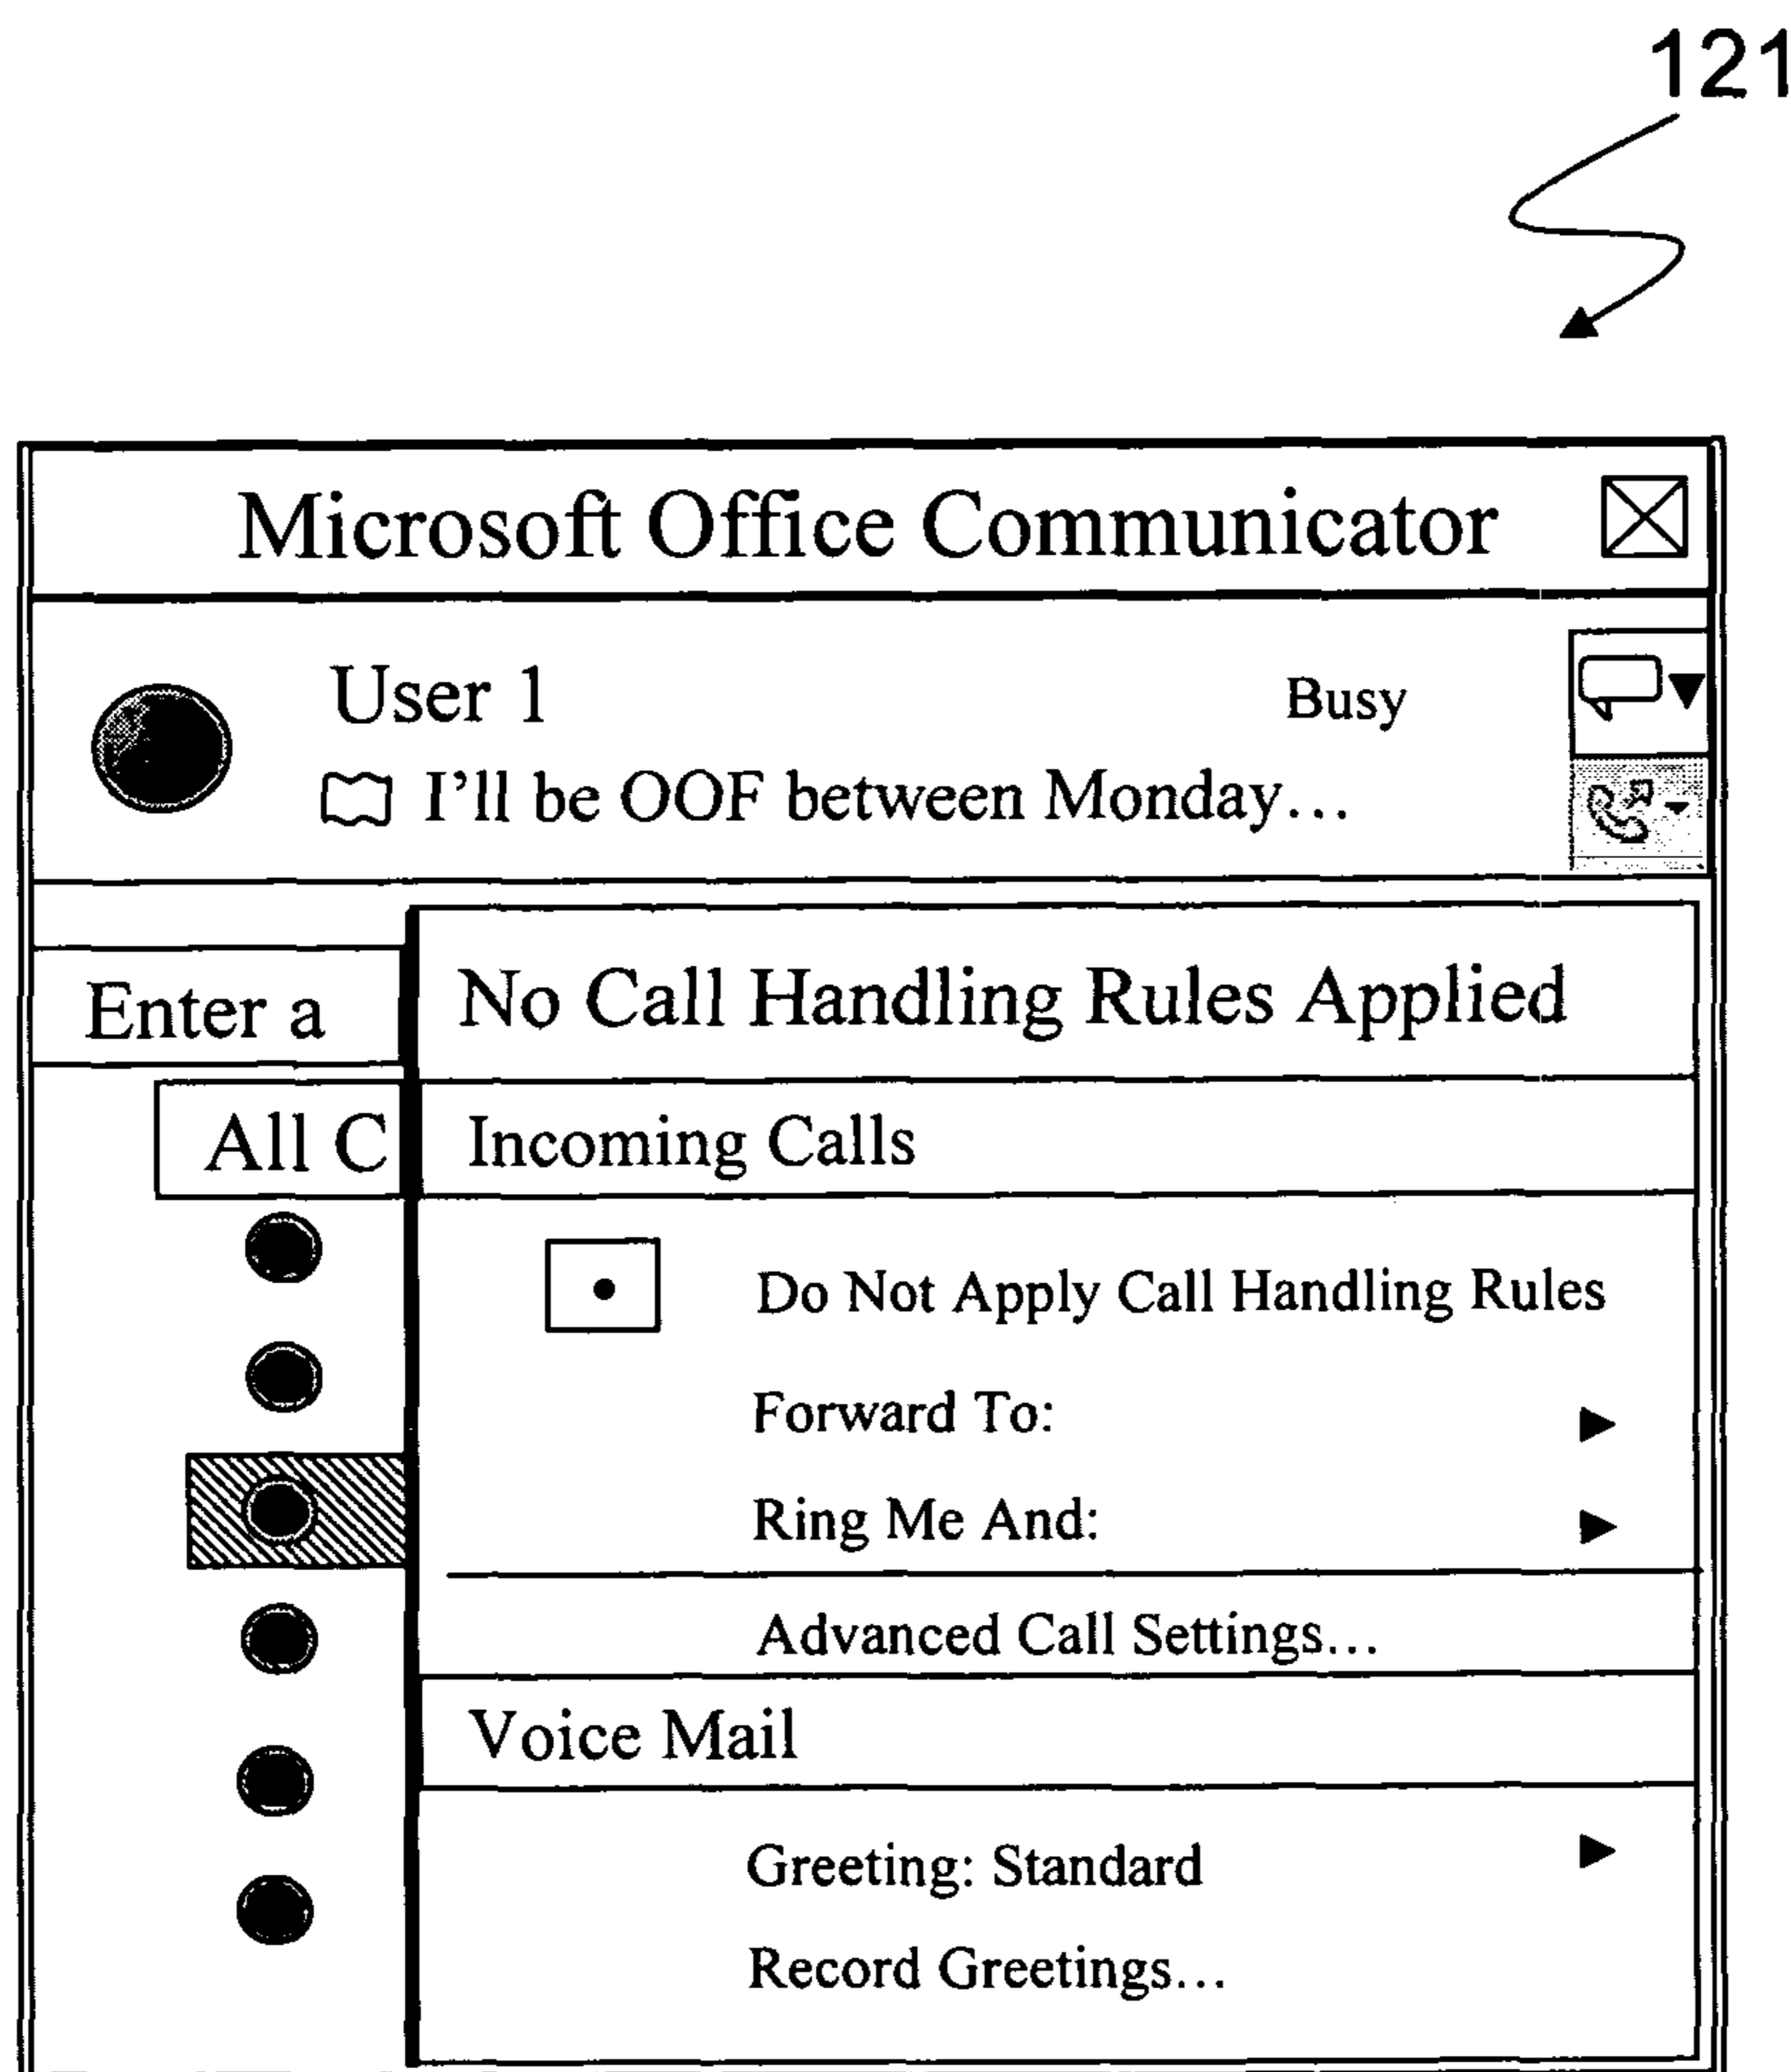 121
Microsoft Office Communicator
User 1
Busy
I'll be OOF between Monday...
Enter a
No Call Handling Rules Applied
All C
Incoming Calls
Do Not Apply Call Handling Rules
Forward To:
Ring Me And:
Advanced Call Settings...
Voice Mail
Greeting: Standard
Record Greetings...